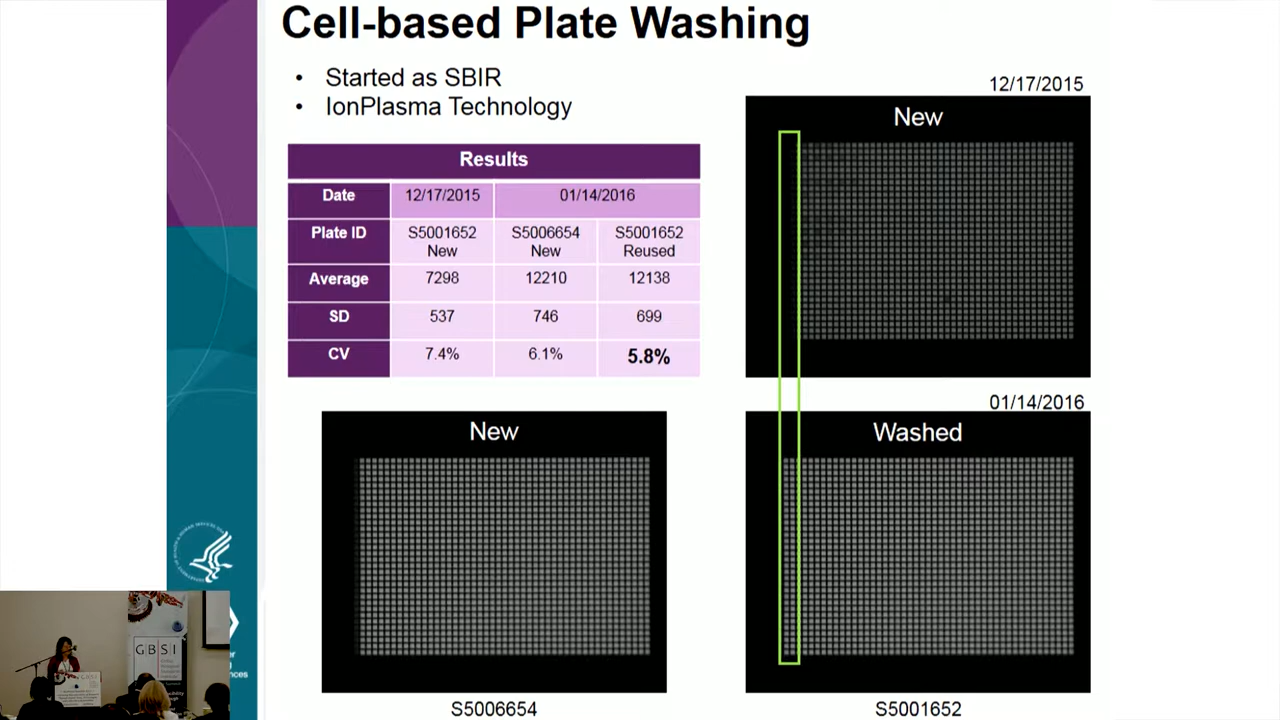 Cell-based Plate Washing
• Started as SBIR
• IonPlasma Technology
12/17/2015
New
Results
Date 12/17/2015 01/14/2016
Plate ID S5001652 New S5006654 New S5001652 Reused
Average 7298 12210 12138
SD 537 746 699
CV 7.4% 6.1% 5.8%
01/14/2016
New
Washed
S5006654
S5001652
GBSI